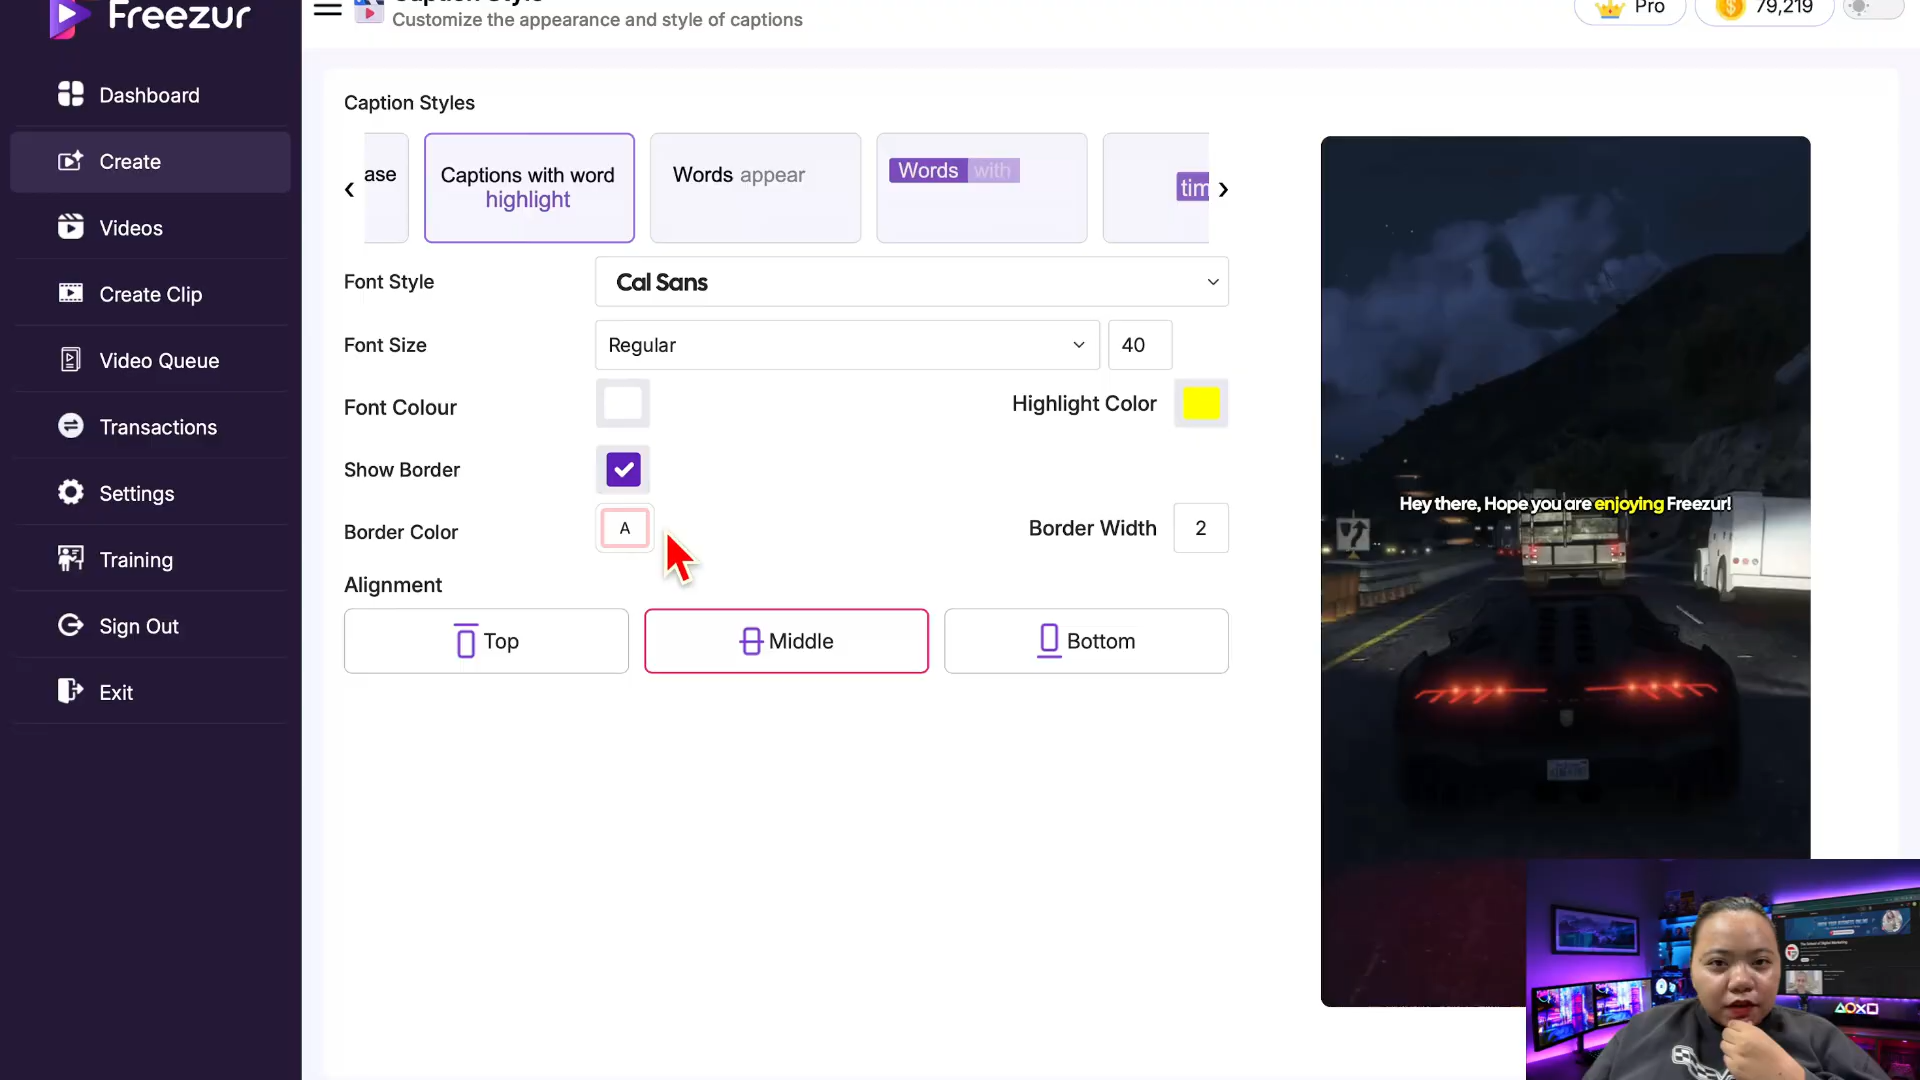 Freezur
Customize the appearance and style of captions
Pro
79,219
Dashboard
Create
Videos
Create Clip
Video Queue
Transactions
Settings
Training
Sign Out
Exit
Caption Styles
ase
Captions with word
highlight
Words appear
Words with
tim
Font Style
Cal Sans
Font Size
Regular
40
Font Colour
Highlight Color
Show Border
Border Color
A
Border Width
2
Alignment
Top
Middle
Bottom
Hey there, Hope you are enjoying Freezur!